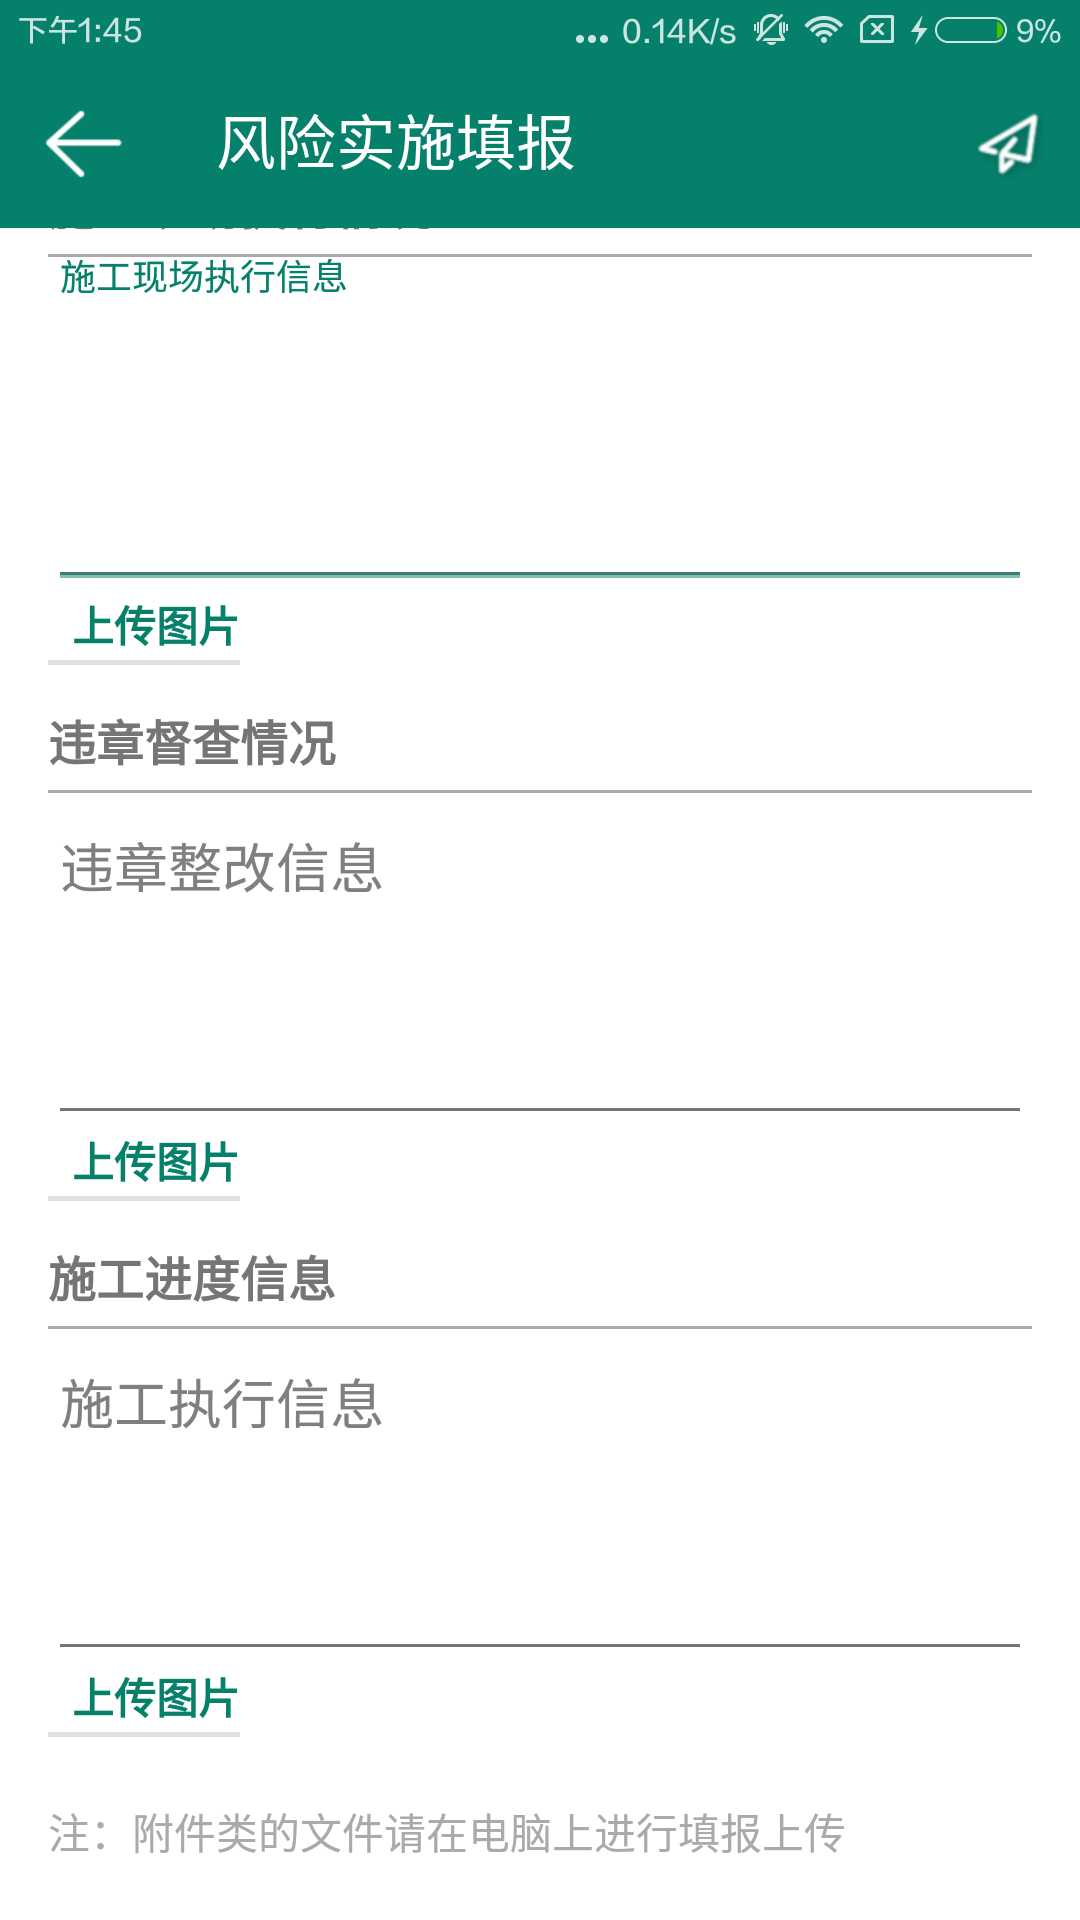 下午1:45
0.14K/s
9%
风险实施填报
施工现场执行信息
上传图片
违章督查情况
违章整改信息
上传图片
施工进度信息
施工执行信息
上传图片
注：附件类的文件请在电脑上进行填报上传